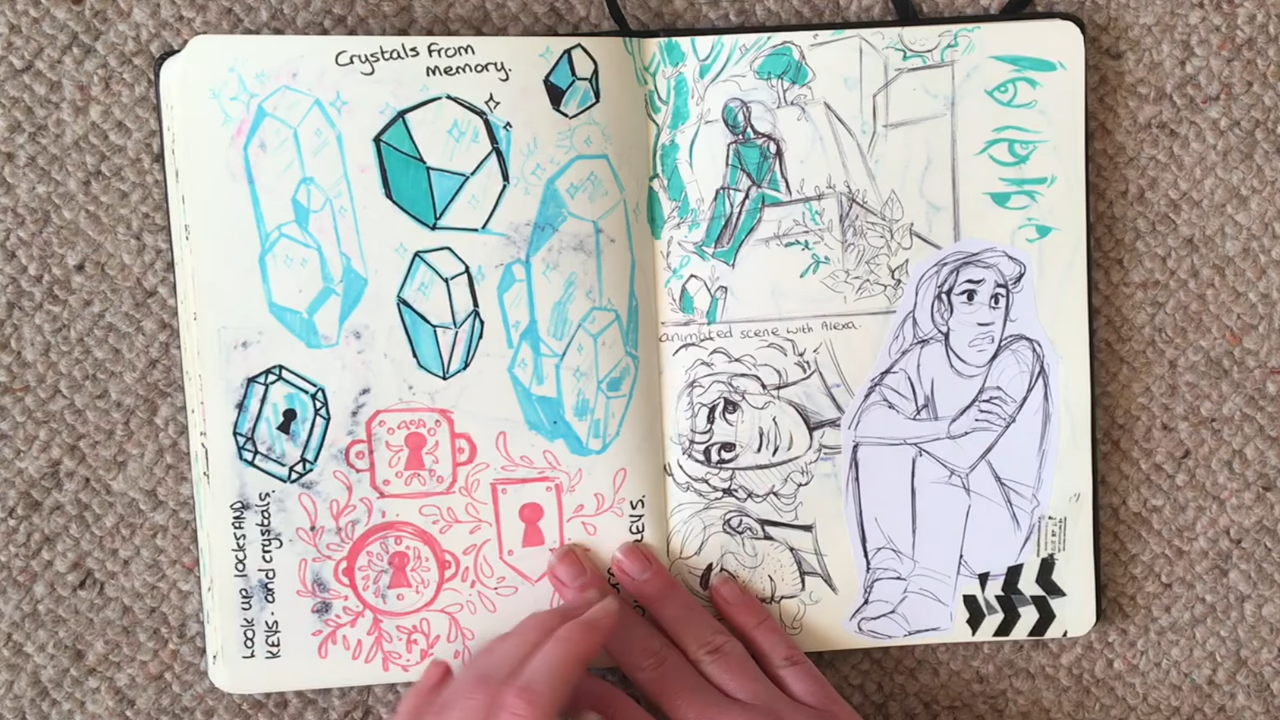 Crystals From
Memory.
Look up locks AND
KEYS. and crystals.
animated scene with Alexa.